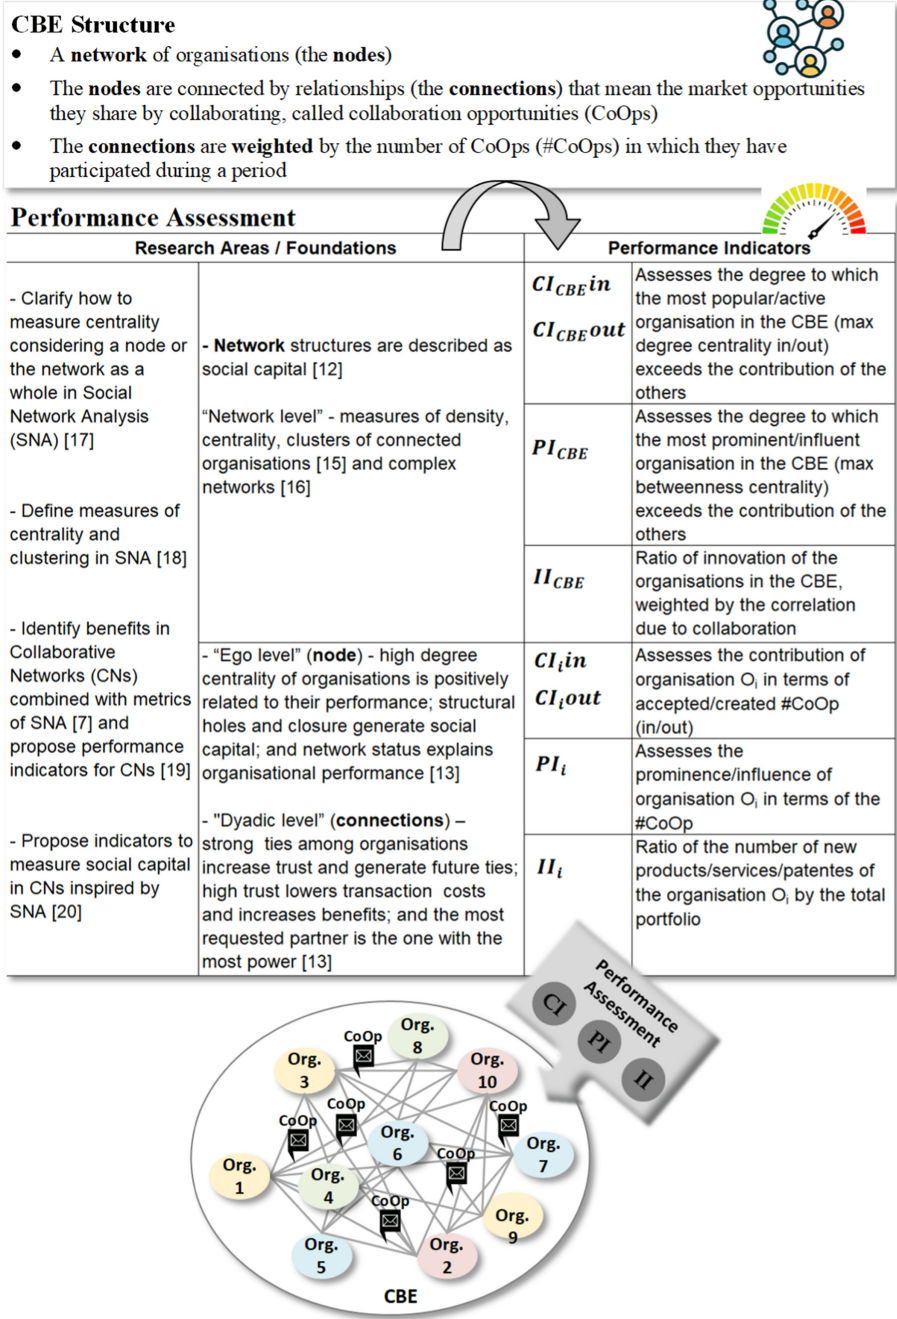 CBE Structure
• A network of organisations (the nodes)
• The nodes are connected by relationships (the connections) that mean the market opportunities
they share by collaborating, called collaboration opportunities (CoOps)
• The connections are weighted by the number of CoOps (#CoOps) in which they have
participated during a period
Performance Assessment
Research Areas / Foundations
Performance Indicators
- Clarify how to
measure centrality
considering a node or
the network as a
whole in Social
Network Analysis
(SNA) [17]
- Define measures of
centrality and
clustering in SNA [18]
- Identify benefits in
Collaborative
Networks (CNs)
combined with metrics
of SNA [7] and
propose performance
indicators for CNs [19]
- Propose indicators to
measure social capital
in CNs inspired by
SNA [20]
- Network structures are described as
social capital [12]
“Network level” - measures of density,
centrality, clusters of connected
organisations [15] and complex
networks [16]
- “Ego level” (node) - high degree
centrality of organisations is positively
related to their performance; structural
holes and closure generate social
capital; and network status explains
organisational performance [13]
- "Dyadic level” (connections) –
strong ties among organisations
increase trust and generate future ties;
high trust lowers transaction costs
and increases benefits; and the most
requested partner is the one with the
most power [13]
CI_CBE in
CI_CBE out
Assesses the degree to which
the most popular/active
organisation in the CBE (max
degree centrality in/out)
exceeds the contribution of the
others
PI_CBE
Assesses the degree to which
the most prominent/influent
organisation in the CBE (max
betweenness centrality)
exceeds the contribution of the
others
II_CBE
Ratio of innovation of the
organisations in the CBE,
weighted by the correlation
due to collaboration
CI_i in
CI_i out
Assesses the contribution of
organisation O_i in terms of
accepted/created #CoOp
(in/out)
PI_i
Assesses the
prominence/influence of
organisation O_i in terms of the
#CoOp
II_i
Ratio of the number of new
products/services/patentes of
the organisation O_i by the total
portfolio
Performance
Assessment
CI
PI
II
Org.
8
CoOp
Org.
3
Org.
10
CoOp
CoOp
CoOp
Org.
6
Org.
7
CoOp
Org.
1
Org.
4
CoOp
Org.
9
Org.
5
Org.
2
CBE